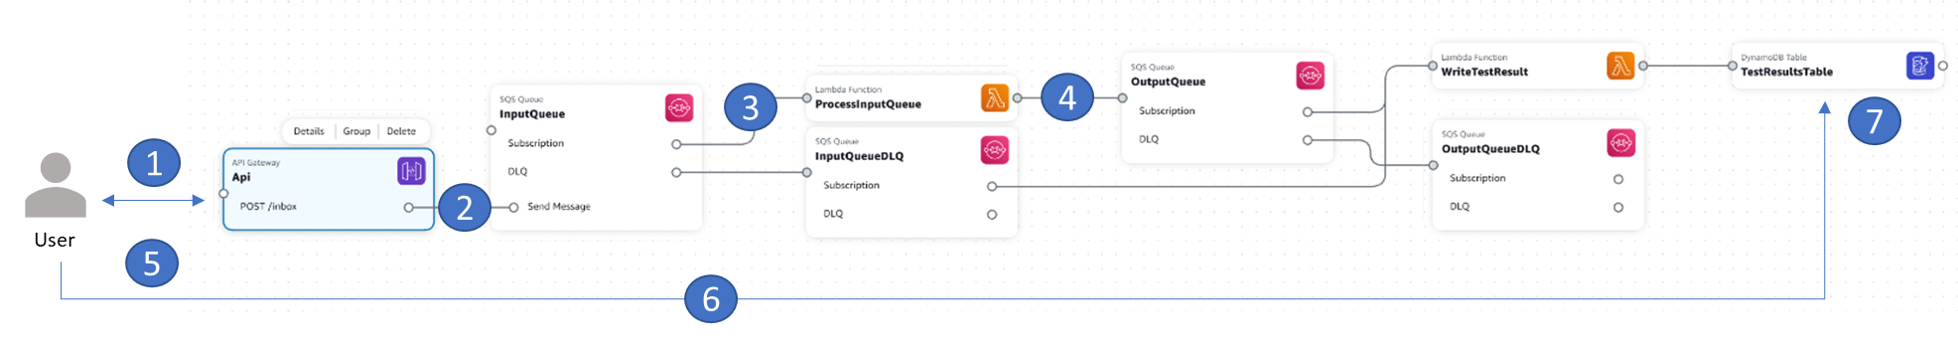 1
User
5
Details
Group
Delete
API Gateway
Api
POST /inbox
2
SQS Queue
InputQueue
Subscription
DLQ
Send Message
3
Lambda Function
ProcessInputQueue
SQS Queue
InputQueueDLQ
Subscription
DLQ
4
SQS Queue
OutputQueue
Subscription
DLQ
Lambda Function
WriteTestResult
SQS Queue
OutputQueueDLQ
Subscription
DLQ
DynamoDB Table
TestResultsTable
6
7